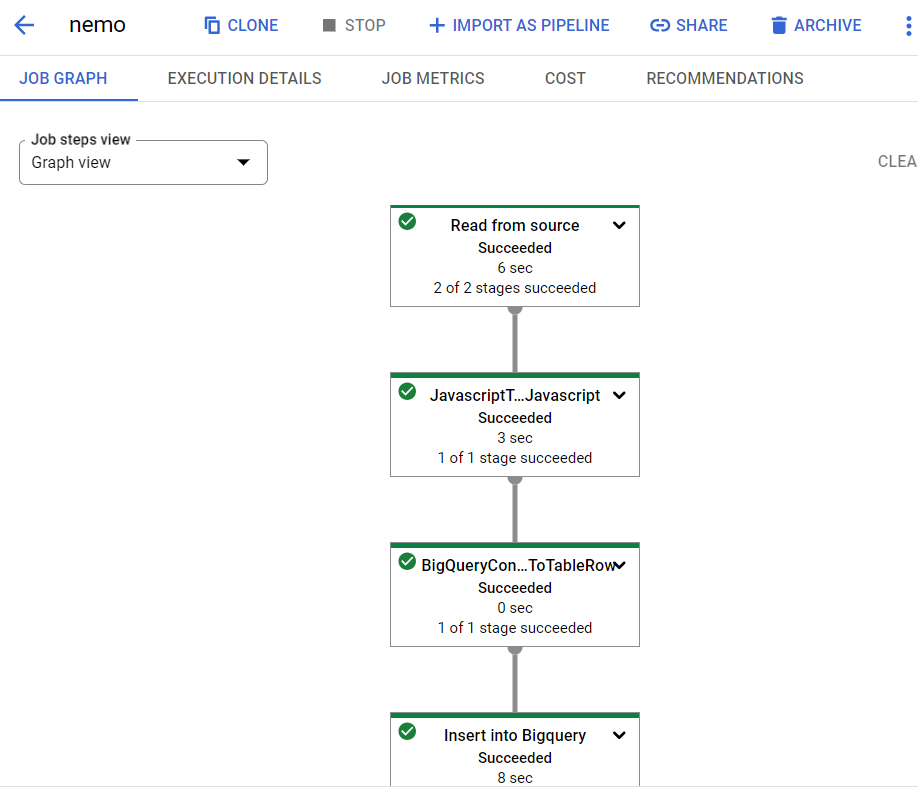 nemo CLONE STOP IMPORT AS PIPELINE SHARE ARCHIVE
JOB GRAPH EXECUTION DETAILS JOB METRICS COST RECOMMENDATIONS
Job steps view
Graph view
CLEA
Read from source
Succeeded
6 sec
2 of 2 stages succeeded
JavascriptT...Javascript
Succeeded
3 sec
1 of 1 stage succeeded
BigQueryCon...ToTableRow
Succeeded
0 sec
1 of 1 stage succeeded
Insert into Bigquery
Succeeded
8 sec